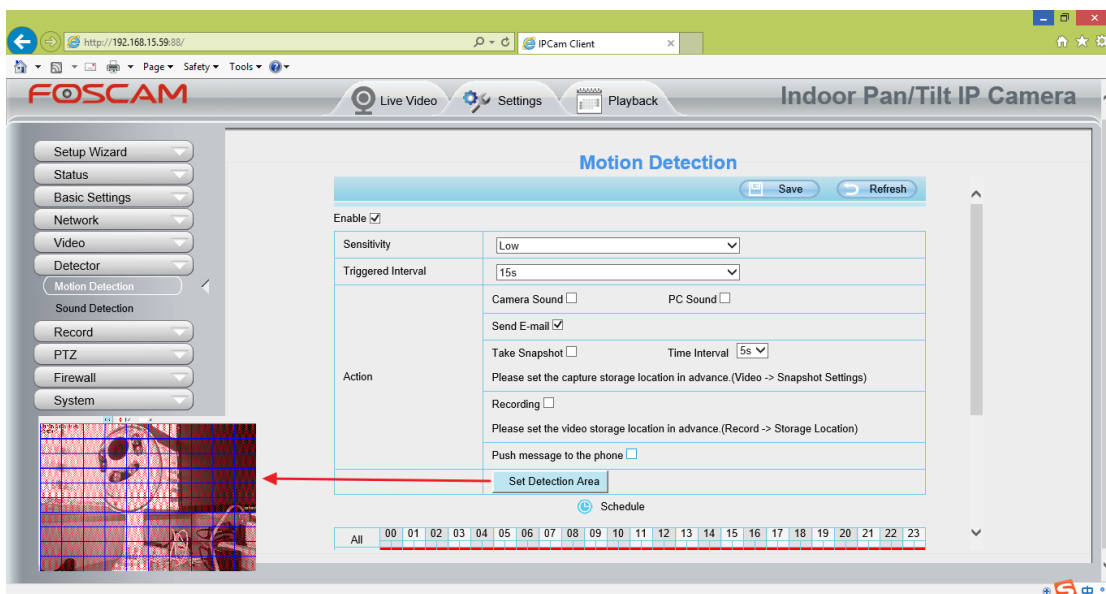 http://192.168.15.59:88/
IPCam Client
Page Safety Tools
FOSCAM
Live Video Settings Playback
Indoor Pan/Tilt IP Camera
Setup Wizard
Status
Basic Settings
Network
Video
Detector
Motion Detection
Sound Detection
Record
PTZ
Firewall
System
Motion Detection
Save Refresh
Enable
Sensitivity Low
Triggered Interval 15s
Action
Camera Sound PC Sound
Send E-mail
Take Snapshot Time Interval 5s
Please set the capture storage location in advance.(Video -> Snapshot Settings)
Recording
Please set the video storage location in advance.(Record -> Storage Location)
Push message to the phone
Set Detection Area
Schedule
All 00 01 02 03 04 05 06 07 08 09 10 11 12 13 14 15 16 17 18 19 20 21 22 23
中